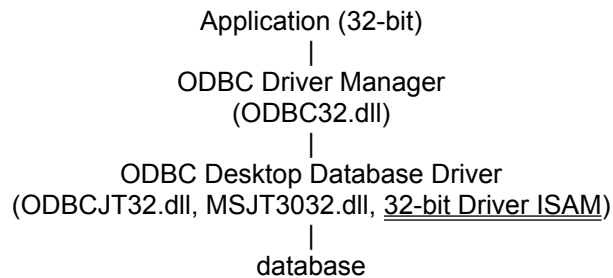 Application (32-bit)
|
ODBC Driver Manager
(ODBC32.dll)
|
ODBC Desktop Database Driver
(ODBCJT32.dll, MSJT3032.dll, 32-bit Driver ISAM)
|
database